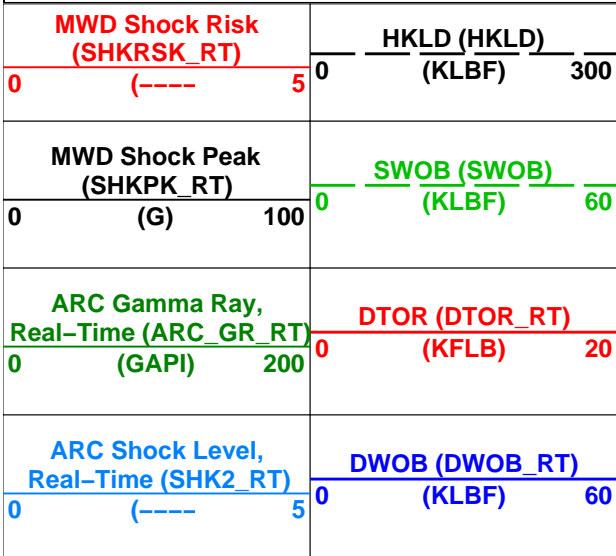 MWD Shock Risk
(SHKRSK_RT)
0 (---- 5
HKLD (HKLD)
0 (KLBF) 300
MWD Shock Peak
(SHKPK_RT)
0 (G) 100
SWOB (SWOB)
0 (KLBF) 60
ARC Gamma Ray,
Real-Time (ARC_GR_RT)
0 (GAPI) 200
DTOR (DTOR_RT)
0 (KFLB) 20
ARC Shock Level,
Real-Time (SHK2_RT)
0 (---- 5
DWOB (DWOB_RT)
0 (KLBF) 60